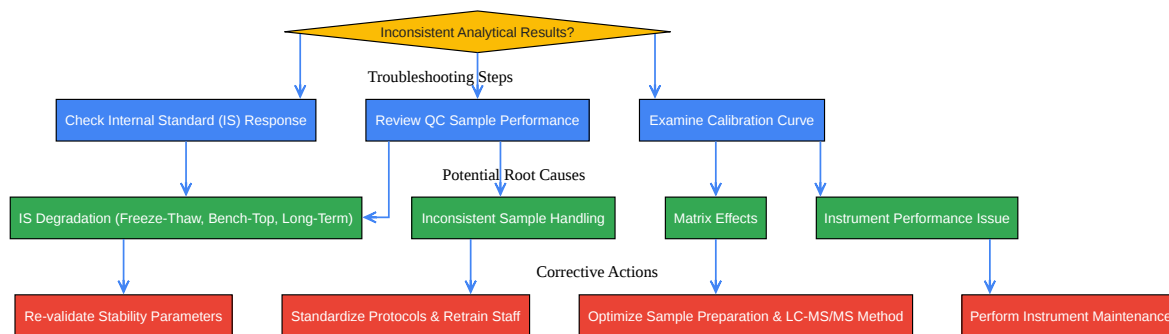 Inconsistent Analytical Results?
Troubleshooting Steps
Check Internal Standard (IS) Response
Review QC Sample Performance
Examine Calibration Curve
Potential Root Causes
IS Degradation (Freeze-Thaw, Bench-Top, Long-Term)
Inconsistent Sample Handling
Matrix Effects
Instrument Performance Issue
Corrective Actions
Re-validate Stability Parameters
Standardize Protocols & Retrain Staff
Optimize Sample Preparation & LC-MS/MS Method
Perform Instrument Maintenance